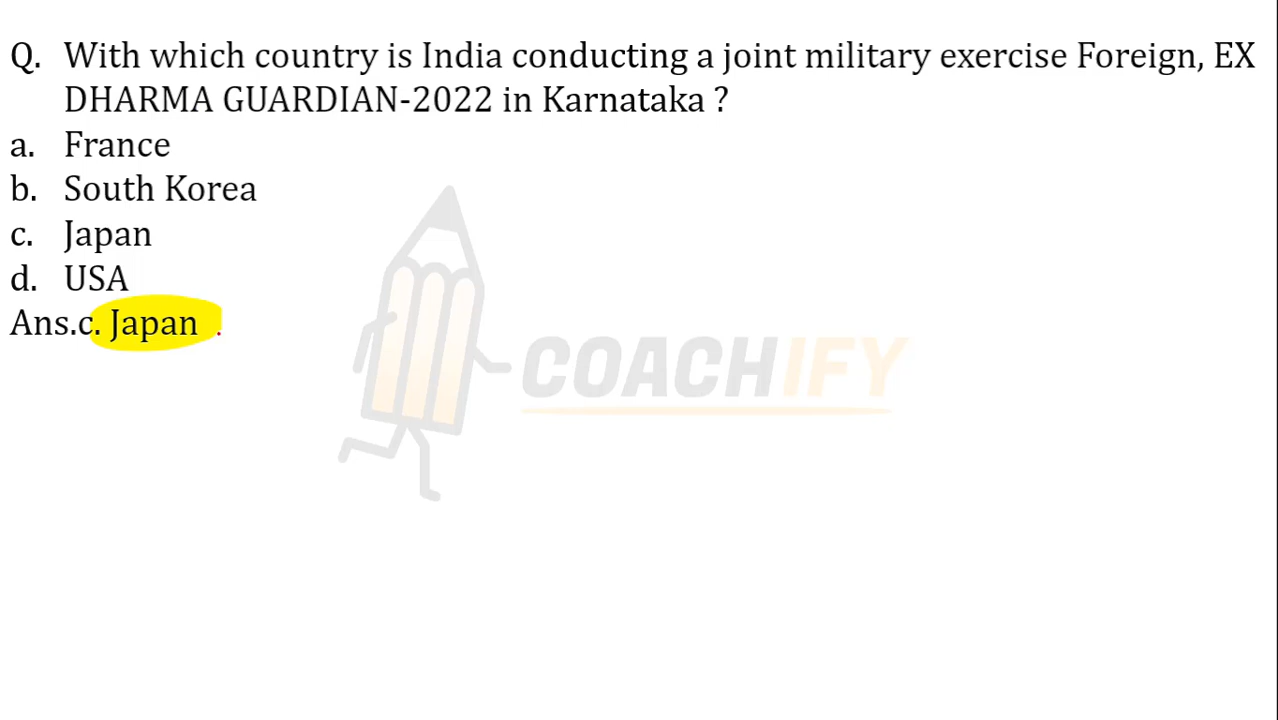 Q. With which country is India conducting a joint military exercise Foreign, EX
DHARMA GUARDIAN-2022 in Karnataka ?
a. France
b. South Korea
c. Japan
d. USA
Ans.c. Japan .
COACHIFY